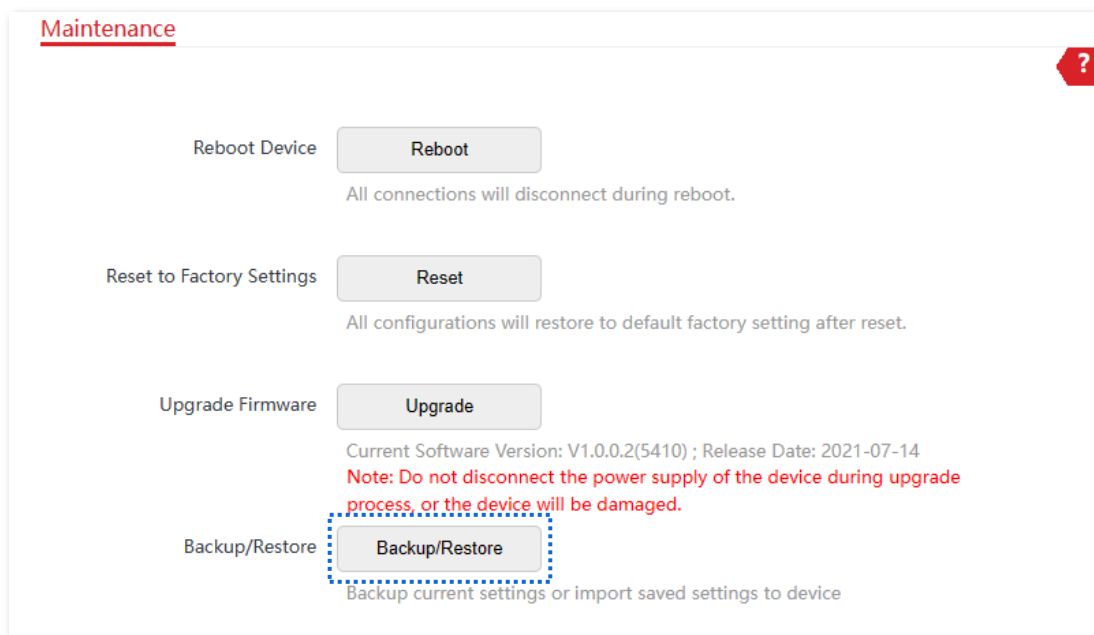 Maintenance
?
Reboot Device Reboot
All connections will disconnect during reboot.
Reset to Factory Settings Reset
All configurations will restore to default factory setting after reset.
Upgrade Firmware Upgrade
Current Software Version: V1.0.0.2(5410) ; Release Date: 2021-07-14
Note: Do not disconnect the power supply of the device during upgrade
process, or the device will be damaged.
Backup/Restore Backup/Restore
Backup current settings or import saved settings to device